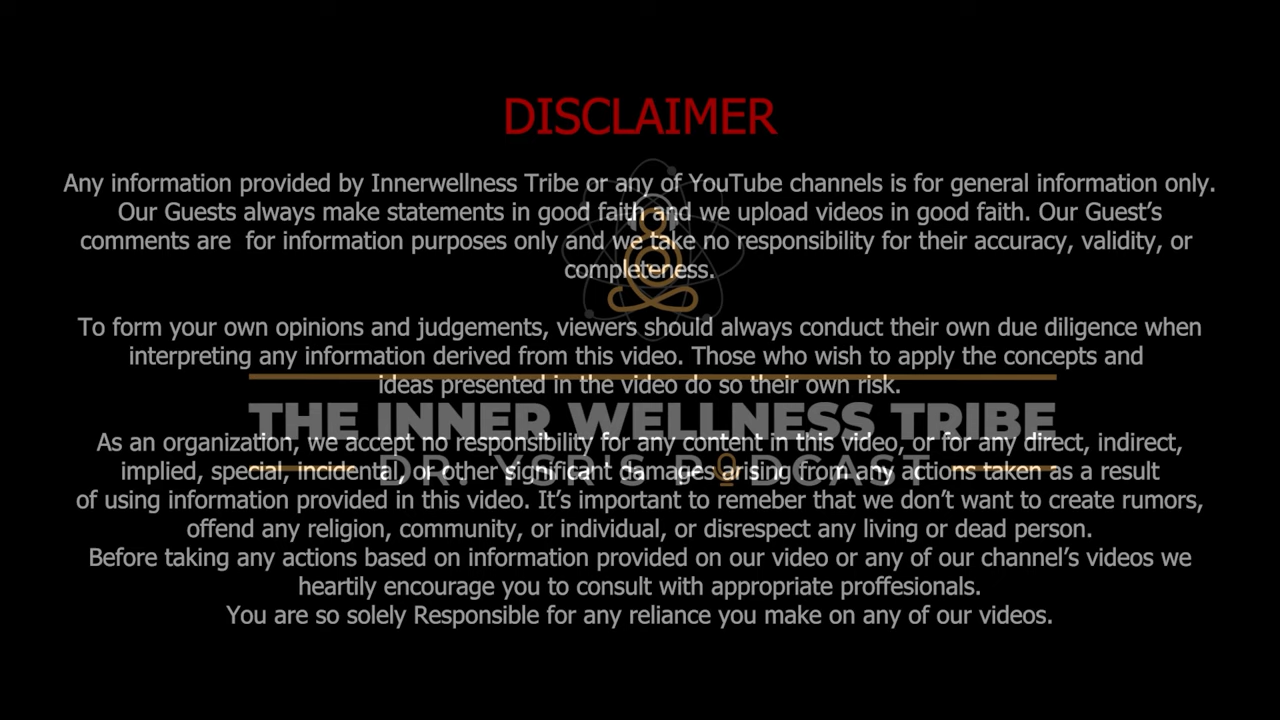 DISCLAIMER
Any information provided by Innerwellness Tribe or any of YouTube channels is for general information only.
Our Guests always make statements in good faith and we upload videos in good faith. Our Guest’s
comments are  for information purposes only and we take no responsibility for their accuracy, validity, or
completeness.
To form your own opinions and judgements, viewers should always conduct their own due diligence when
interpreting any information derived from this video. Those who wish to apply the concepts and
ideas presented in the video do so their own risk.
THE INNER WELLNESS TRIBE
As an organization, we accept no responsibility for any content in this video, or for any direct, indirect,
implied, special, incidental, or other significant damages arising from any actions taken as a result
DR. YSR'S PODCAST
of using information provided in this video. It’s important to remeber that we don’t want to create rumors,
offend any religion, community, or individual, or disrespect any living or dead person.
Before taking any actions based on information provided on our video or any of our channel’s videos we
heartily encourage you to consult with appropriate proffesionals.
You are so solely Responsible for any reliance you make on any of our videos.